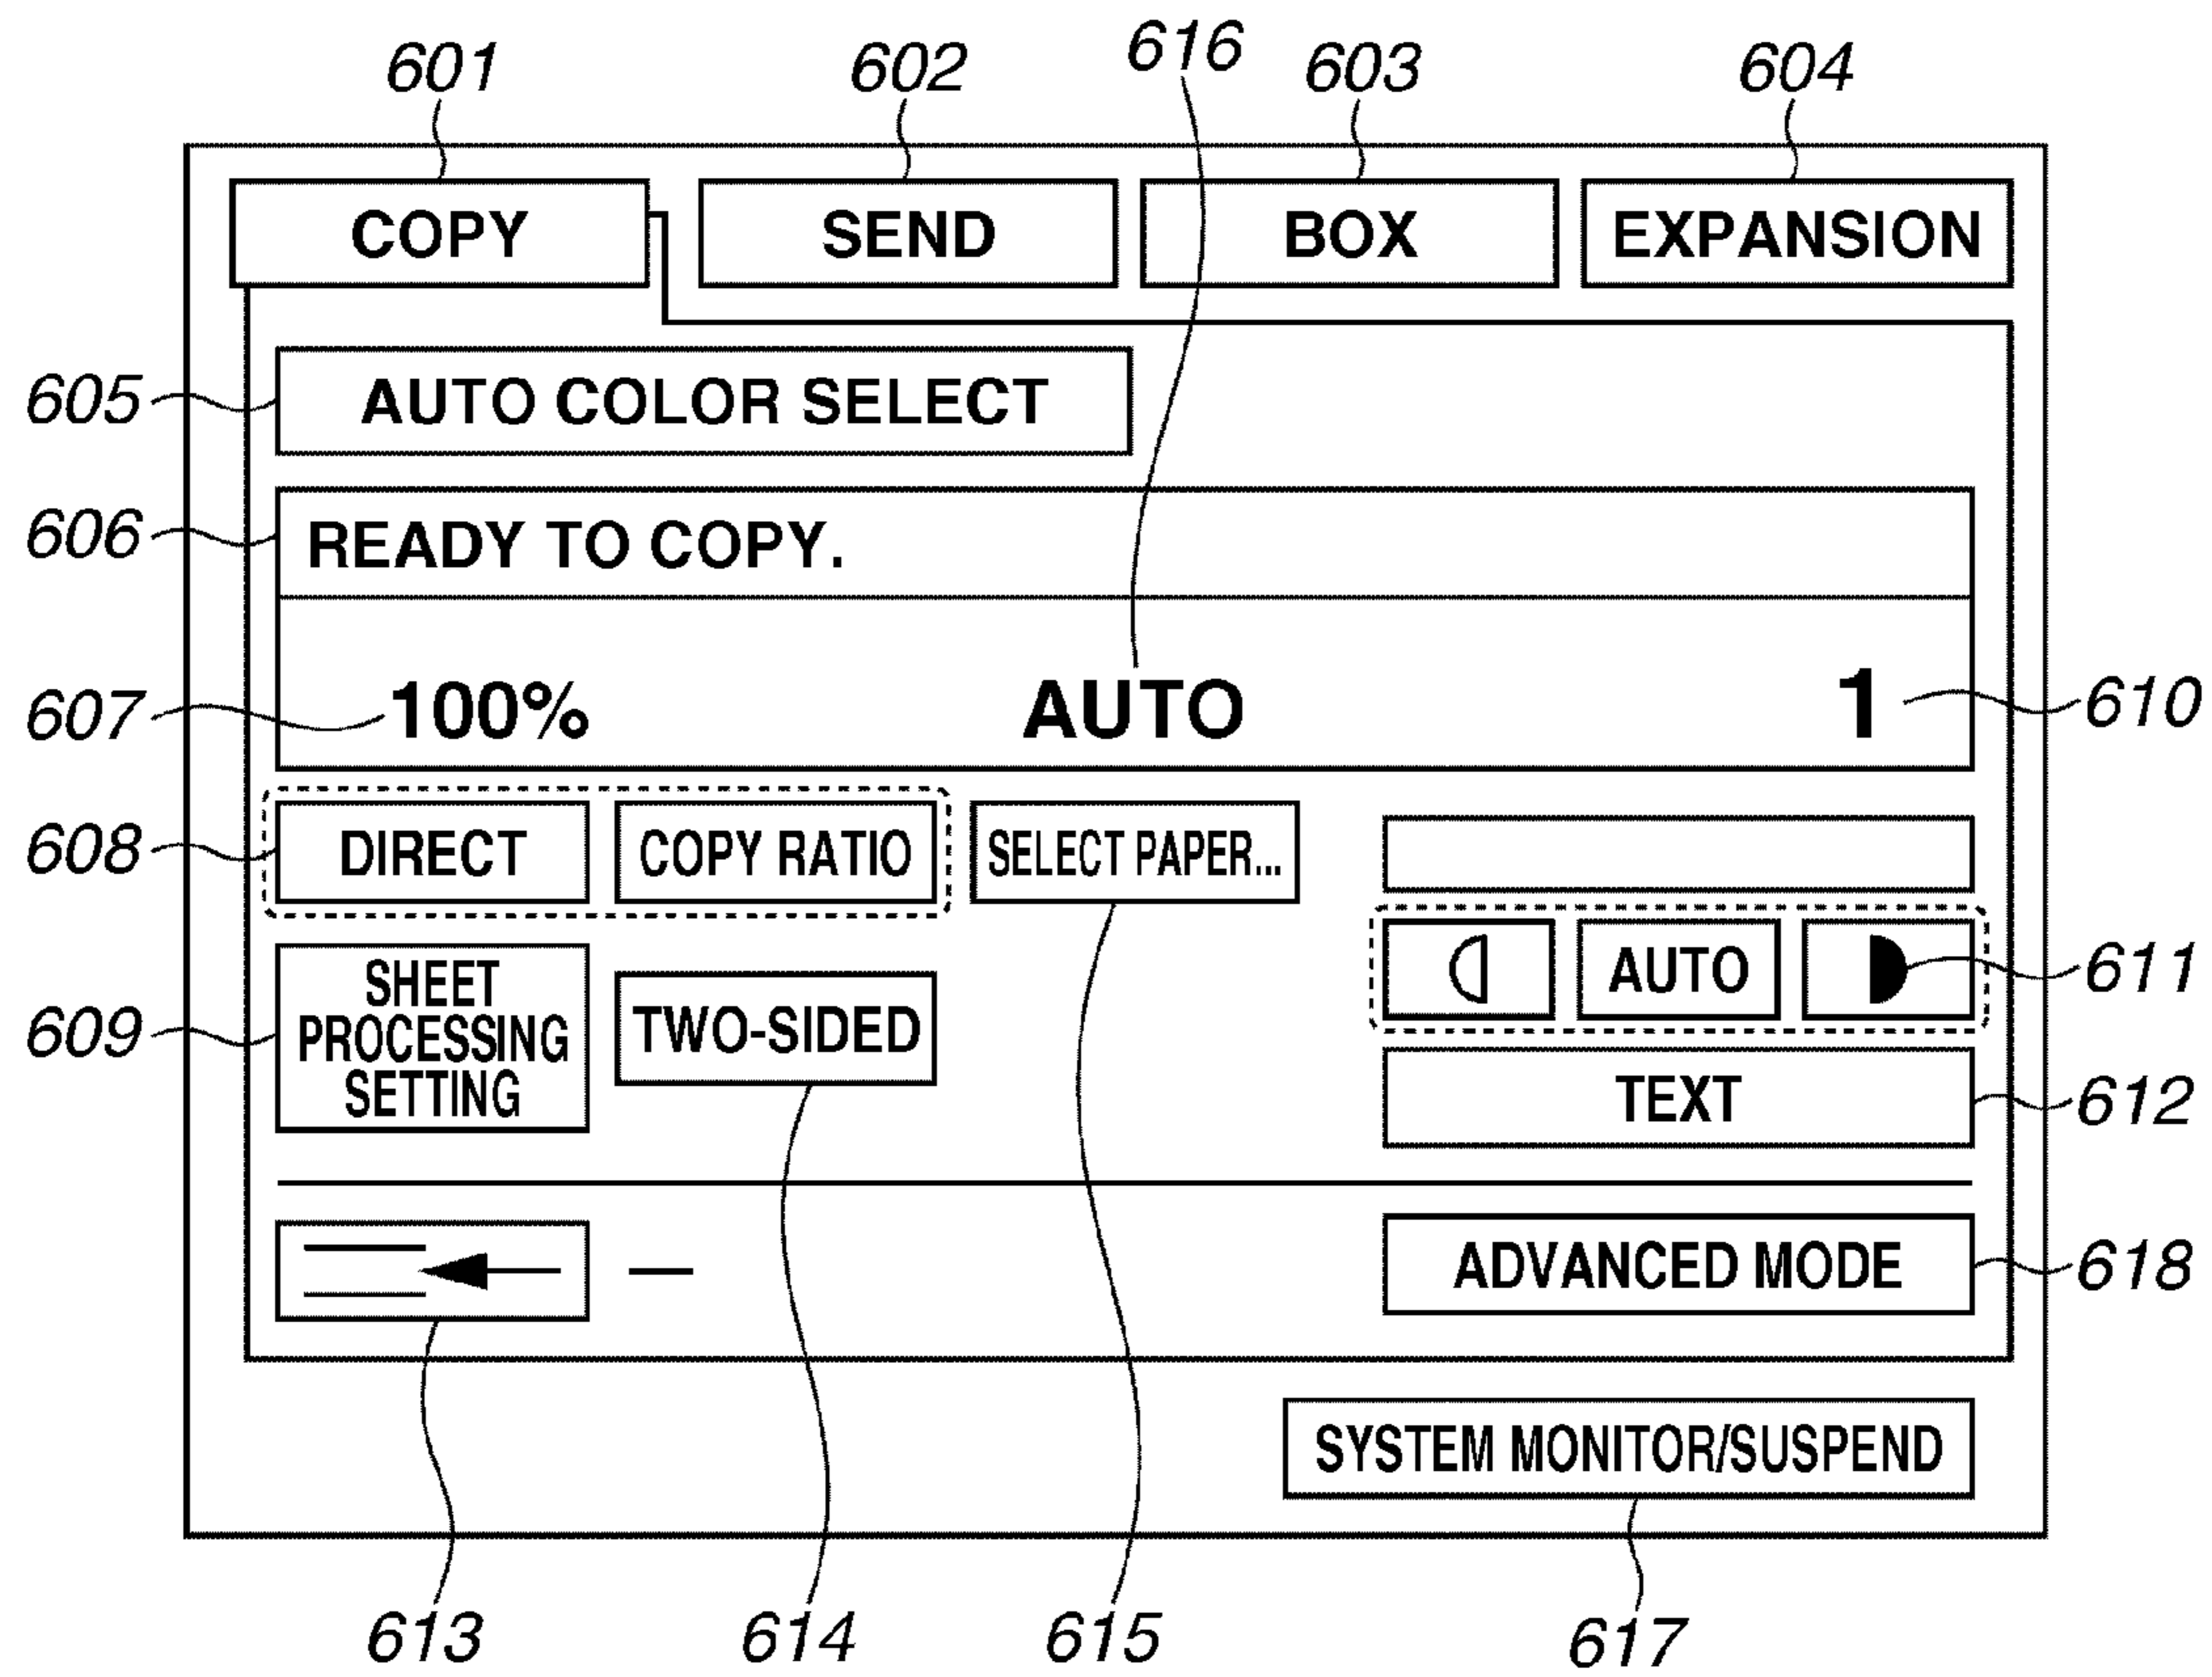 601 602 616 603 604
COPY SEND BOX EXPANSION
605 AUTO COLOR SELECT
606 READY TO COPY.
607 100% AUTO 1 610
608 DIRECT COPY RATIO SELECT PAPER...
AUTO 611
609 SHEET
PROCESSING
SETTING
TWO-SIDED
TEXT 612
ADVANCED MODE 618
SYSTEM MONITOR/SUSPEND
613 614 615 617